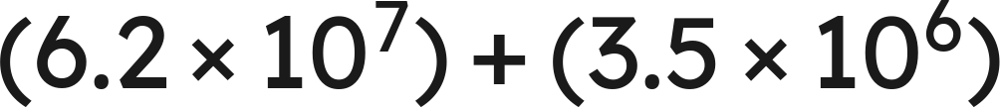 (6.2 × 10⁷) + (3.5 × 10⁶)